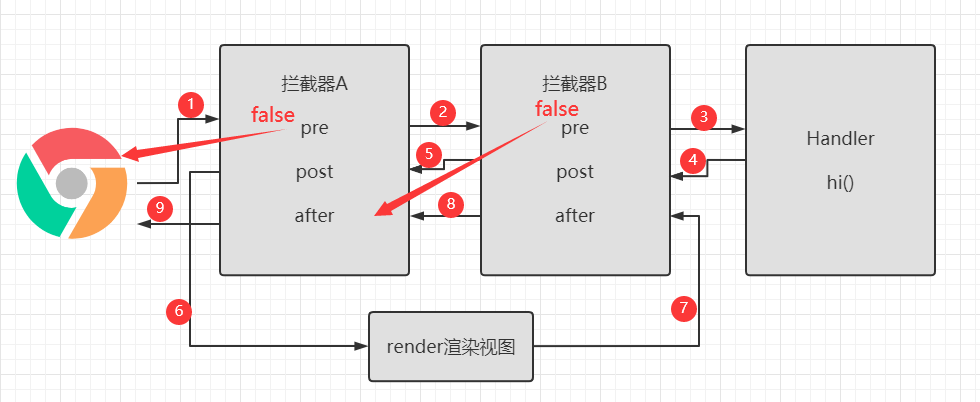 拦截器A
false
pre
post
after
拦截器B
false
pre
post
after
Handler
hi()
render渲染视图
1
2
3
4
5
6
7
8
9